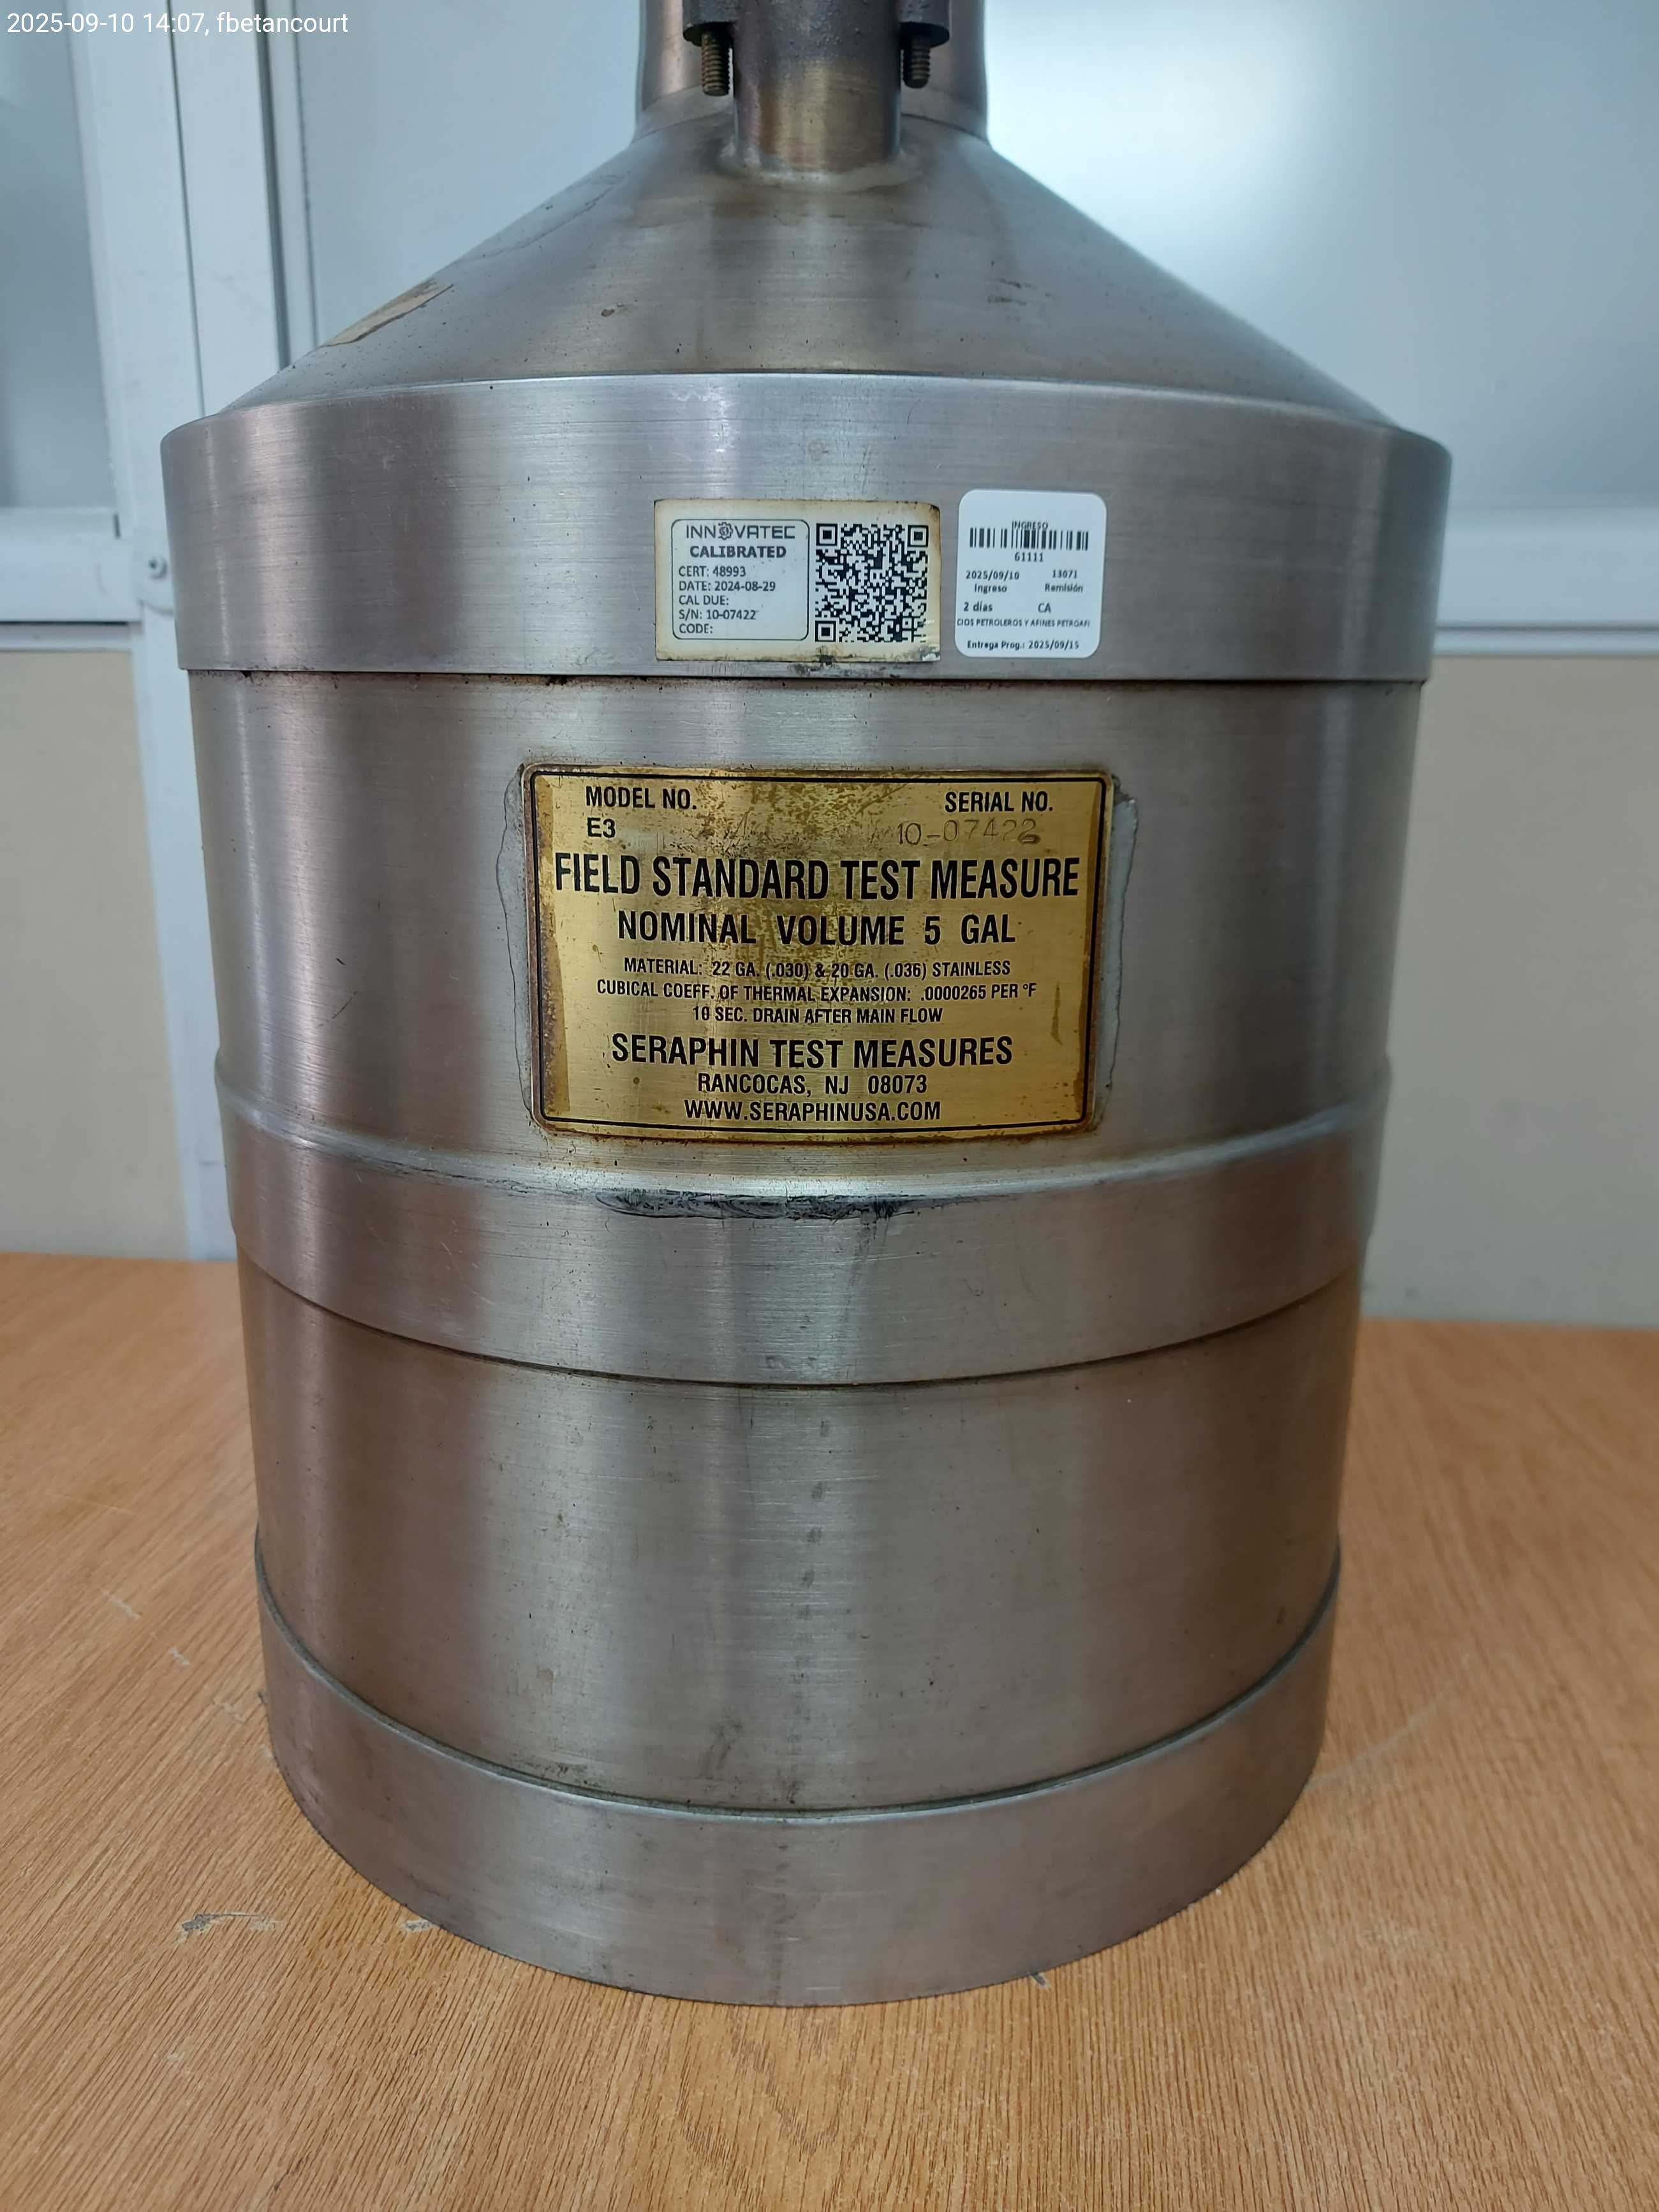 2025-09-10 14:07, fbetancourt
INNOVATEC
CALIBRATED
CERT: 48993
DATE: 2024-08-29
CAL DUE:
S/N: 10-07422
CODE:
INGRESO
61111
2025/09/10 13071
Ingreso Remisión
2 días CA
CIOS PETROLEROS Y AFINES PETROAFI
Entrega Prog.: 2025/09/15
MODEL NO. SERIAL NO.
E3 10-07422
FIELD STANDARD TEST MEASURE
NOMINAL VOLUME 5 GAL
MATERIAL: 22 GA. (.030) & 20 GA. (.036) STAINLESS
CUBICAL COEFF. OF THERMAL EXPANSION: .0000265 PER °F
10 SEC. DRAIN AFTER MAIN FLOW
SERAPHIN TEST MEASURES
RANCOCAS, NJ 08073
WWW.SERAPHINUSA.COM